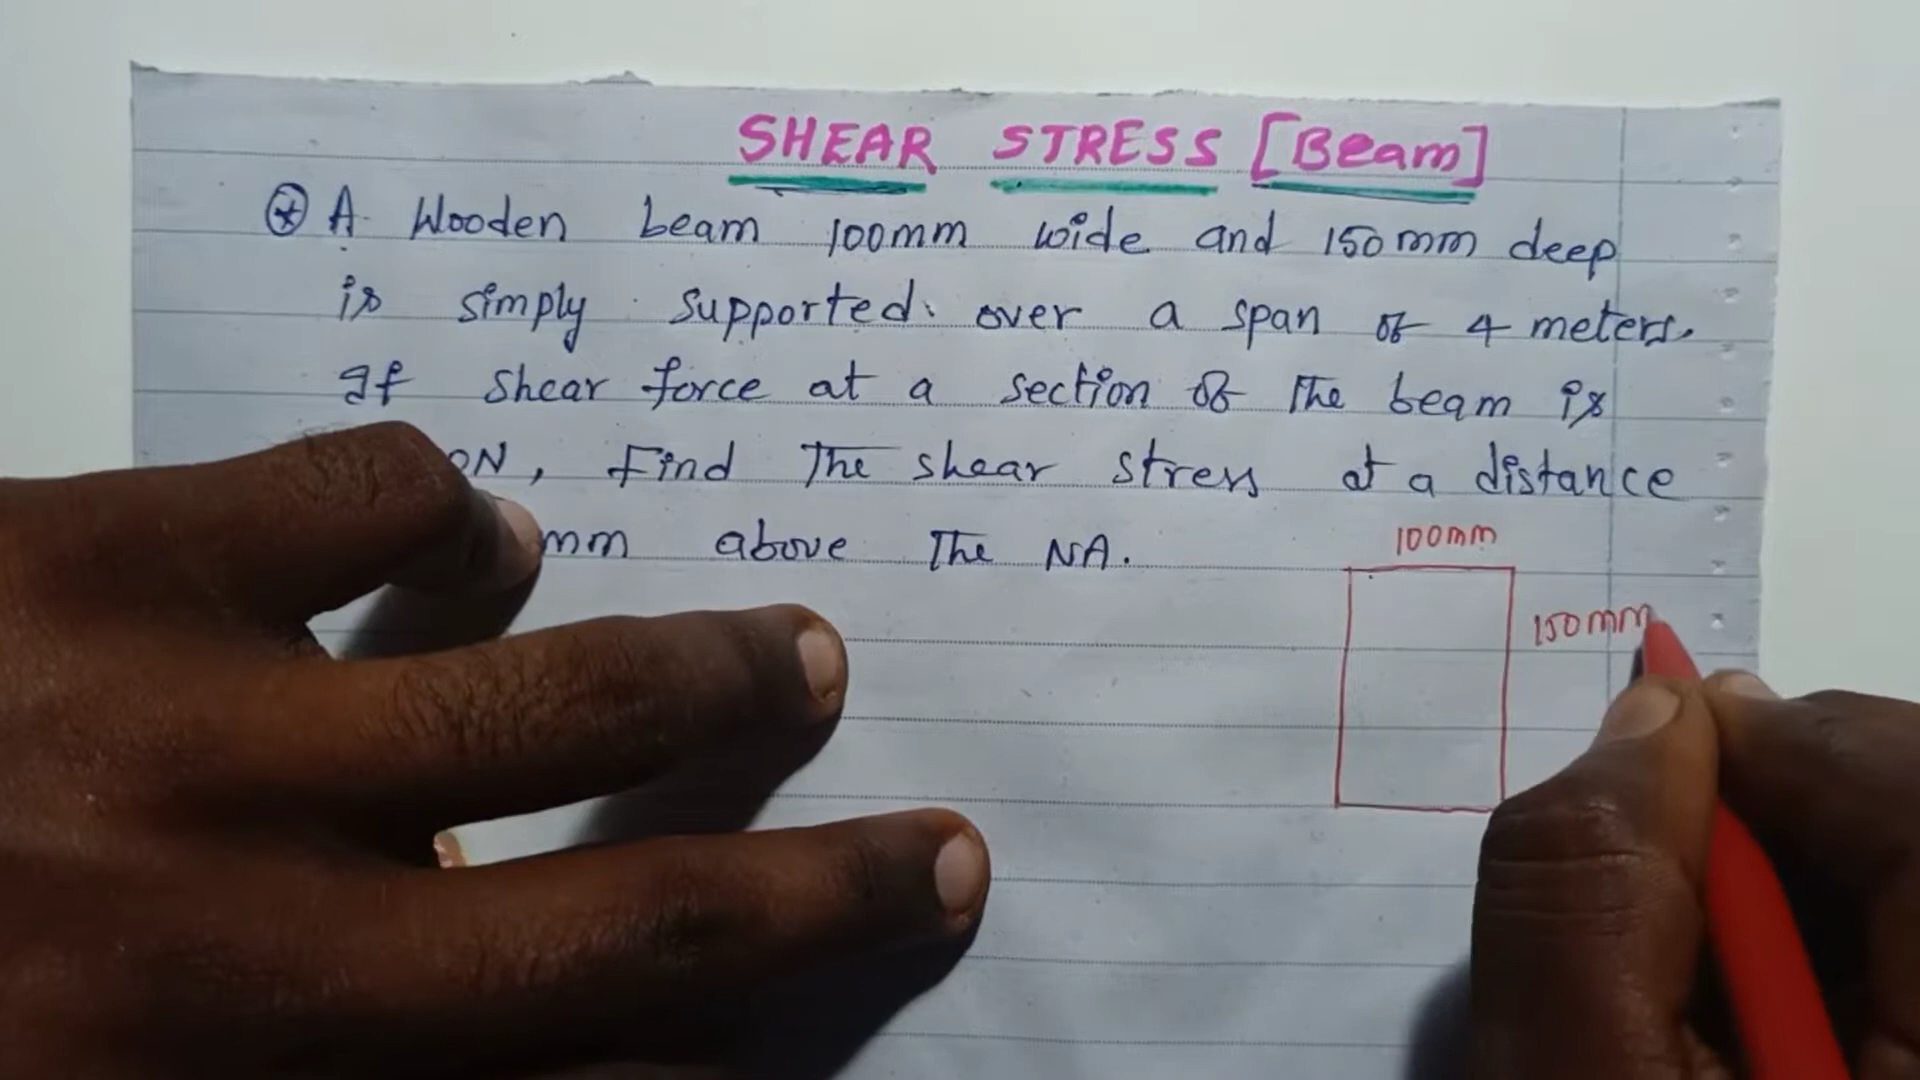 SHEAR STRESS [Beam]
A Wooden beam 100mm wide and 150mm deep
is simply supported. over a span of 4 meters.
If shear force at a section of the beam is
0N, Find the shear stress at a distance
mm above the NA.
100mm
150mm